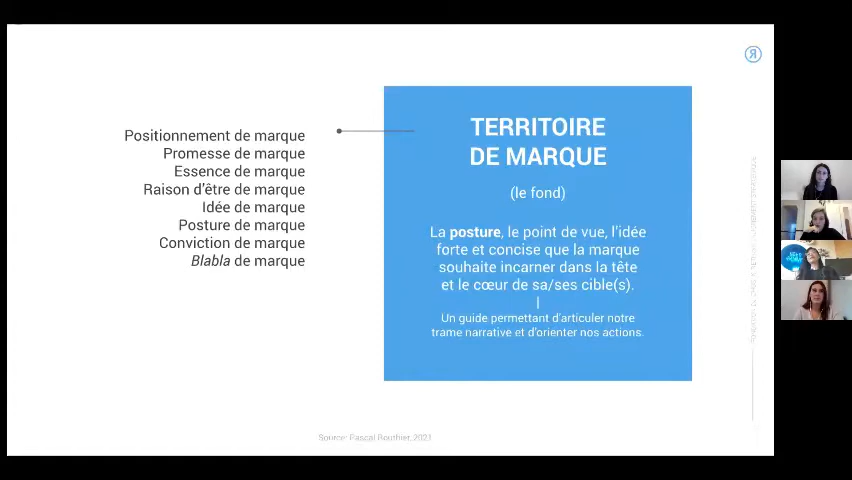 Positionnement de marque
Promesse de marque
Essence de marque
Raison d'être de marque
Idée de marque
Posture de marque
Conviction de marque
Blabla de marque
TERRITOIRE
DE MARQUE
(le fond)
La posture, le point de vue, l'idée
forte et concise que la marque
souhaite incarner dans la tête
et le cœur de sa/ses cible(s).
|
Un guide permettant d'articuler notre
trame narrative et d'orienter nos actions.
Source: Pascal Routhier, 2021